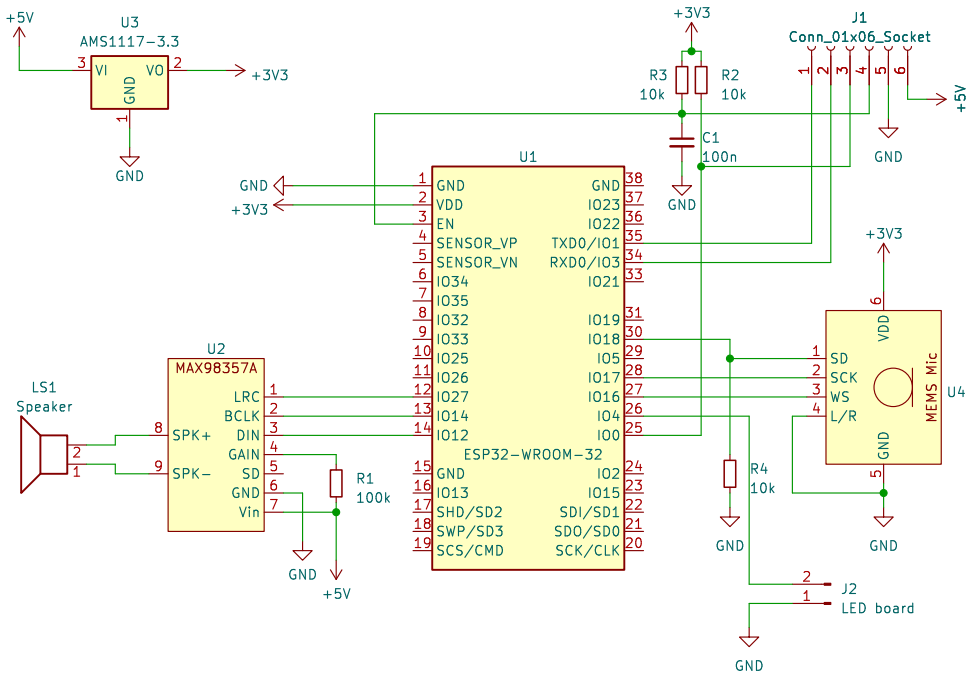 +5V
U3
AMS1117-3.3
3 VI VO 2
GND
1
+3V3
GND
+3V3
R3
10k
R2
10k
C1
100n
GND
J1
Conn_01x06_Socket
1 2 3 4 5 6
+5V
GND
U1
GND
+3V3
1 GND
2 VDD
3 EN
4 SENSOR_VP
5 SENSOR_VN
6 IO34
7 IO35
8 IO32
9 IO33
10 IO25
11 IO26
12 IO27
13 IO14
14 IO12
ESP32-WROOM-32
15 GND
16 IO13
17 SHD/SD2
18 SWP/SD3
19 SCS/CMD
GND 38
IO23 37
IO22 36
TXD0/IO1 35
RXD0/IO3 34
IO21 33
IO19 31
IO18 30
IO5 29
IO17 28
IO16 27
IO4 26
IO0 25
IO2 24
IO15 23
SDI/SD1 22
SDO/SD0 21
SCK/CLK 20
LS1
Speaker
2
1
U2
MAX98357A
8 SPK+
9 SPK-
LRC 1
BCLK 2
DIN 3
GAIN 4
SD 5
GND 6
Vin 7
R1
100k
GND
+5V
+3V3
6
VDD
1 SD
2 SCK
3 WS
4 L/R
MEMS Mic
U4
GND
5
GND
R4
10k
GND
2
1
J2
LED board
GND